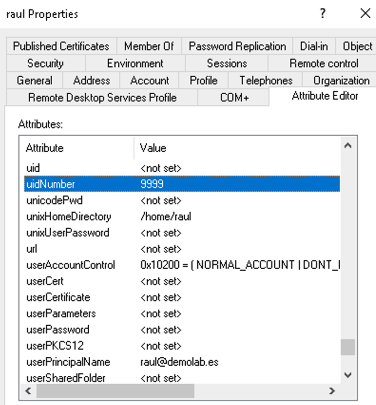 raul Properties ? ×
Published Certificates Member Of Password Replication Dial-in Object
Security Environment Sessions Remote control
General Address Account Profile Telephones Organization
Remote Desktop Services Profile COM+ Attribute Editor
Attributes:
Attribute Value
uid <not set>
uidNumber 9999
unicodePwd <not set>
unixHomeDirectory /home/raul
unixUserPassword <not set>
url <not set>
userAccountControl 0x10200 = ( NORMAL_ACCOUNT | DONT_
userCert <not set>
userCertificate <not set>
userParameters <not set>
userPassword <not set>
userPKCS12 <not set>
userPrincipalName raul@demolab.es
userSharedFolder <not set>